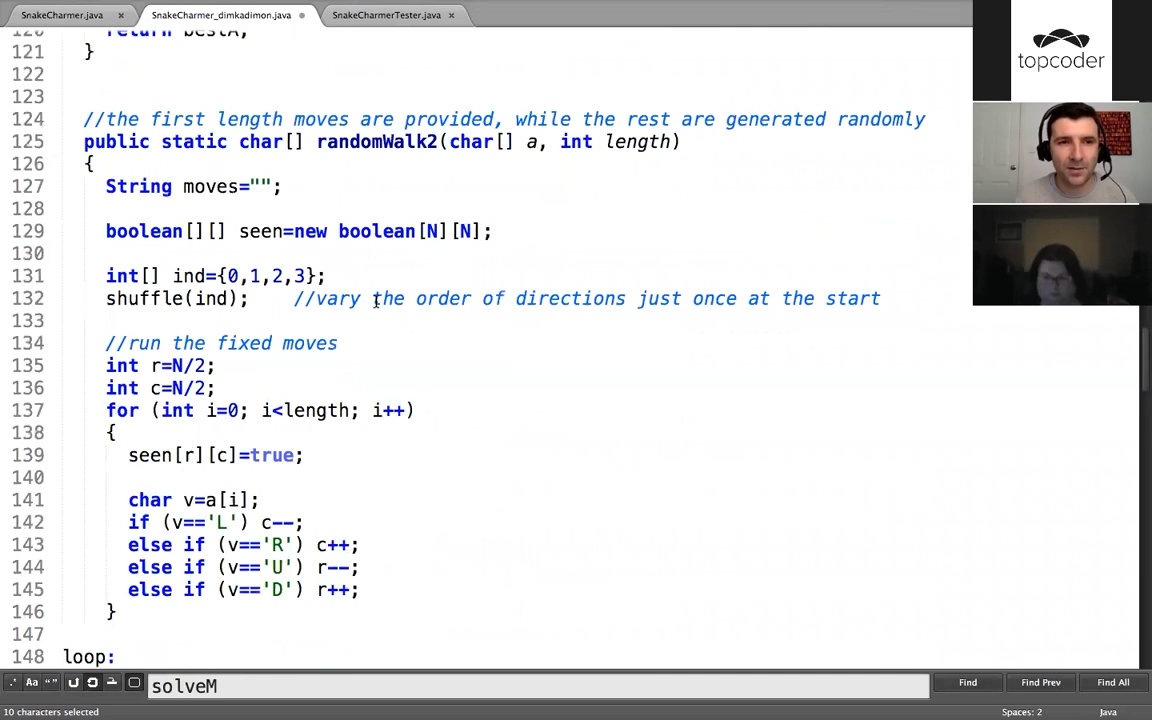 SnakeCharmer.java
SnakeCharmer_dimkadimon.java
SnakeCharmerTester.java
topcoder
120 return bestA;
121 }
122
123
124 //the first length moves are provided, while the rest are generated randomly
125 public static char[] randomWalk2(char[] a, int length)
126 {
127 String moves="";
128
129 boolean[][] seen=new boolean[N][N];
130
131 int[] ind={0,1,2,3};
132 shuffle(ind); //vary the order of directions just once at the start
133
134 //run the fixed moves
135 int r=N/2;
136 int c=N/2;
137 for (int i=0; i<length; i++)
138 {
139 seen[r][c]=true;
140
141 char v=a[i];
142 if (v=='L') c--;
143 else if (v=='R') c++;
144 else if (v=='U') r--;
145 else if (v=='D') r++;
146 }
147
148 loop:
.* Aa “” solveM Find Find Prev Find All
10 characters selected Spaces: 2 Java